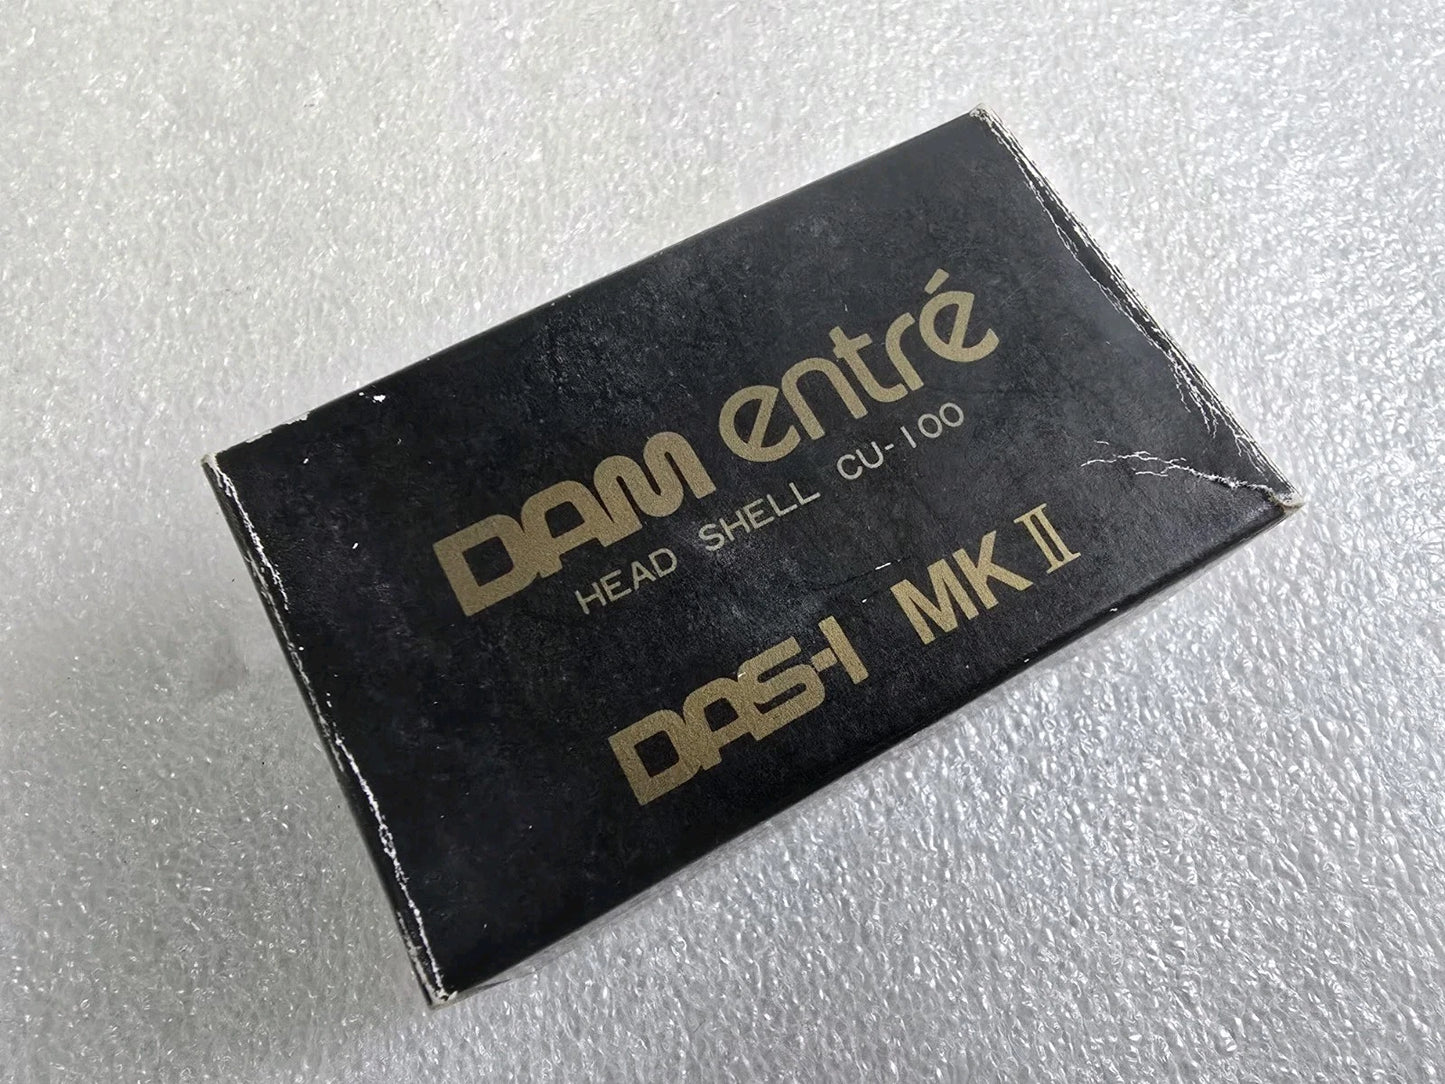 DAM entré
HEAD SHELL CU-100
DAS-1 MK II